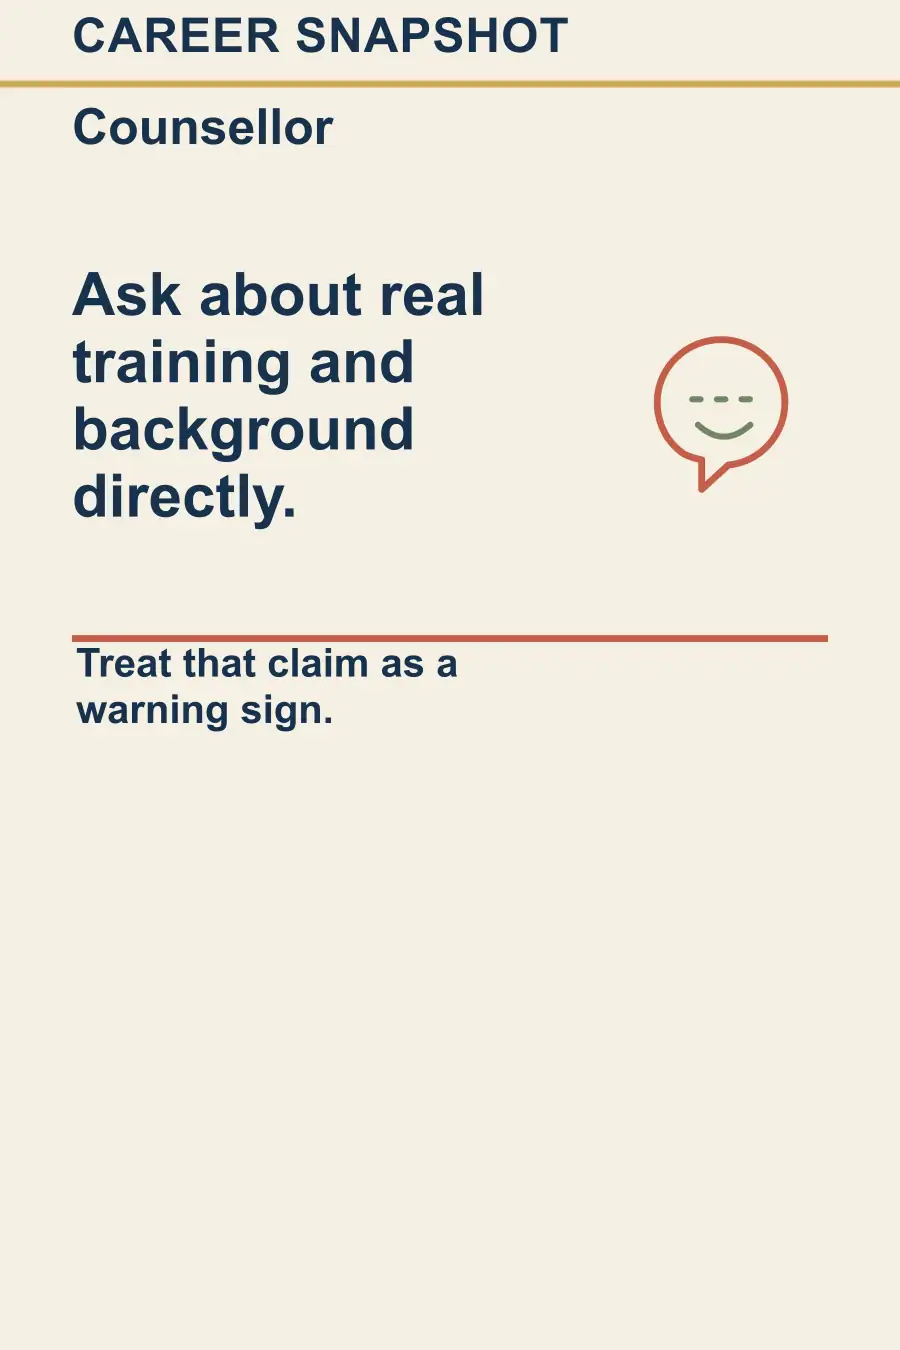 CAREER SNAPSHOT
Counsellor
Ask about real
training and
background
directly.
Treat that claim as a
warning sign.